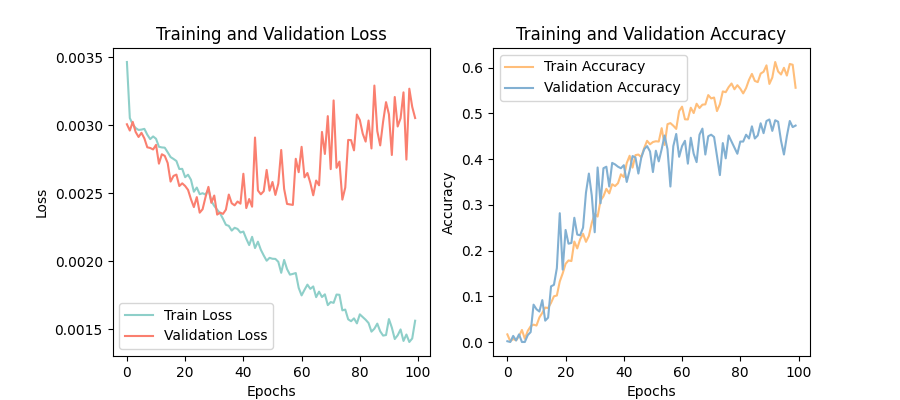 Training and Validation Loss
0.0035
0.0030
0.0025
0.0020
0.0015
Loss
Train Loss
Validation Loss
0 20 40 60 80 100
Epochs
Training and Validation Accuracy
0.6
0.5
0.4
0.3
0.2
0.1
0.0
Accuracy
Train Accuracy
Validation Accuracy
0 20 40 60 80 100
Epochs